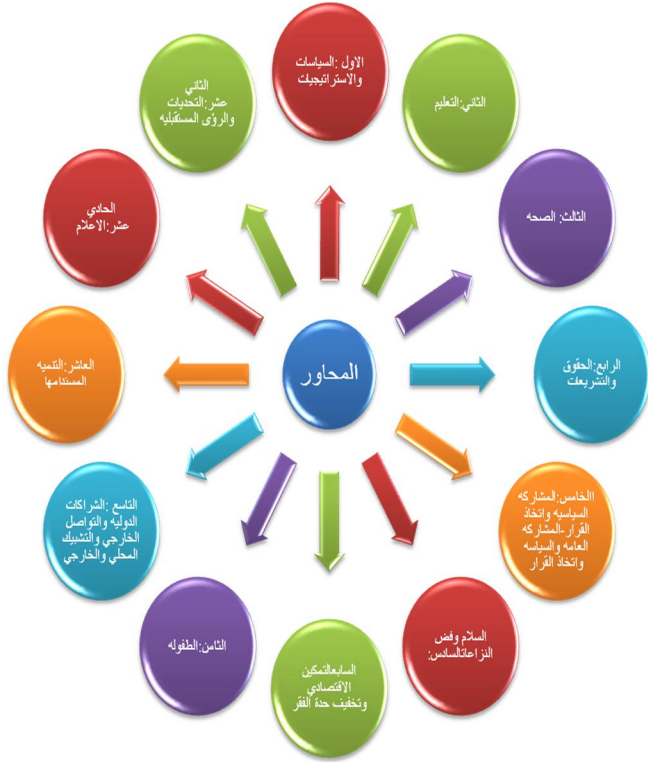 المحاور
الاول :السياسات
والاستراتيجيات
الثاني:التعليم
الثالث: الصحه
الرابع:الحقوق
والتشريعات
االخامس:المشاركه
السياسيه واتخاذ
القرار-المشاركه
العامه والسياسه
واتخاذ القرار
السلام وفض
النزاعاتالسادس:
السابعالتمكين
الاقتصادي
وتخفيف حدة الفقر
الثامن:الطفوله
التاسع :الشراكات
الدوليه والتواصل
الخارجي والتشبيك
المحلي والخارجي
العاشر:التنميه
المستدامها
الحادي
عشر:الاعلام
الثاني
عشر:التحديات
والرؤى المستقبليه